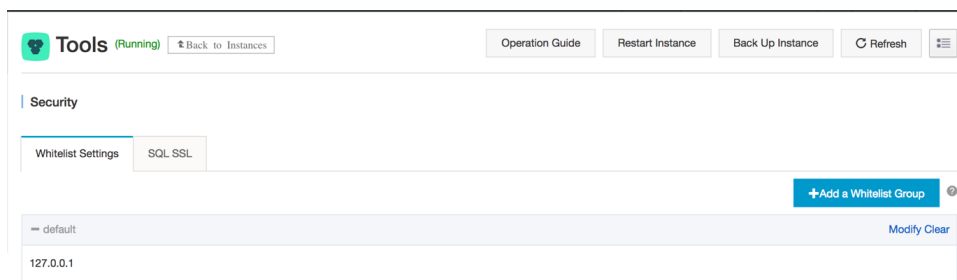 Tools (Running) Back to Instances Operation Guide Restart Instance Back Up Instance Refresh
Security
Whitelist Settings SQL SSL
+Add a Whitelist Group ?
default Modify Clear
127.0.0.1